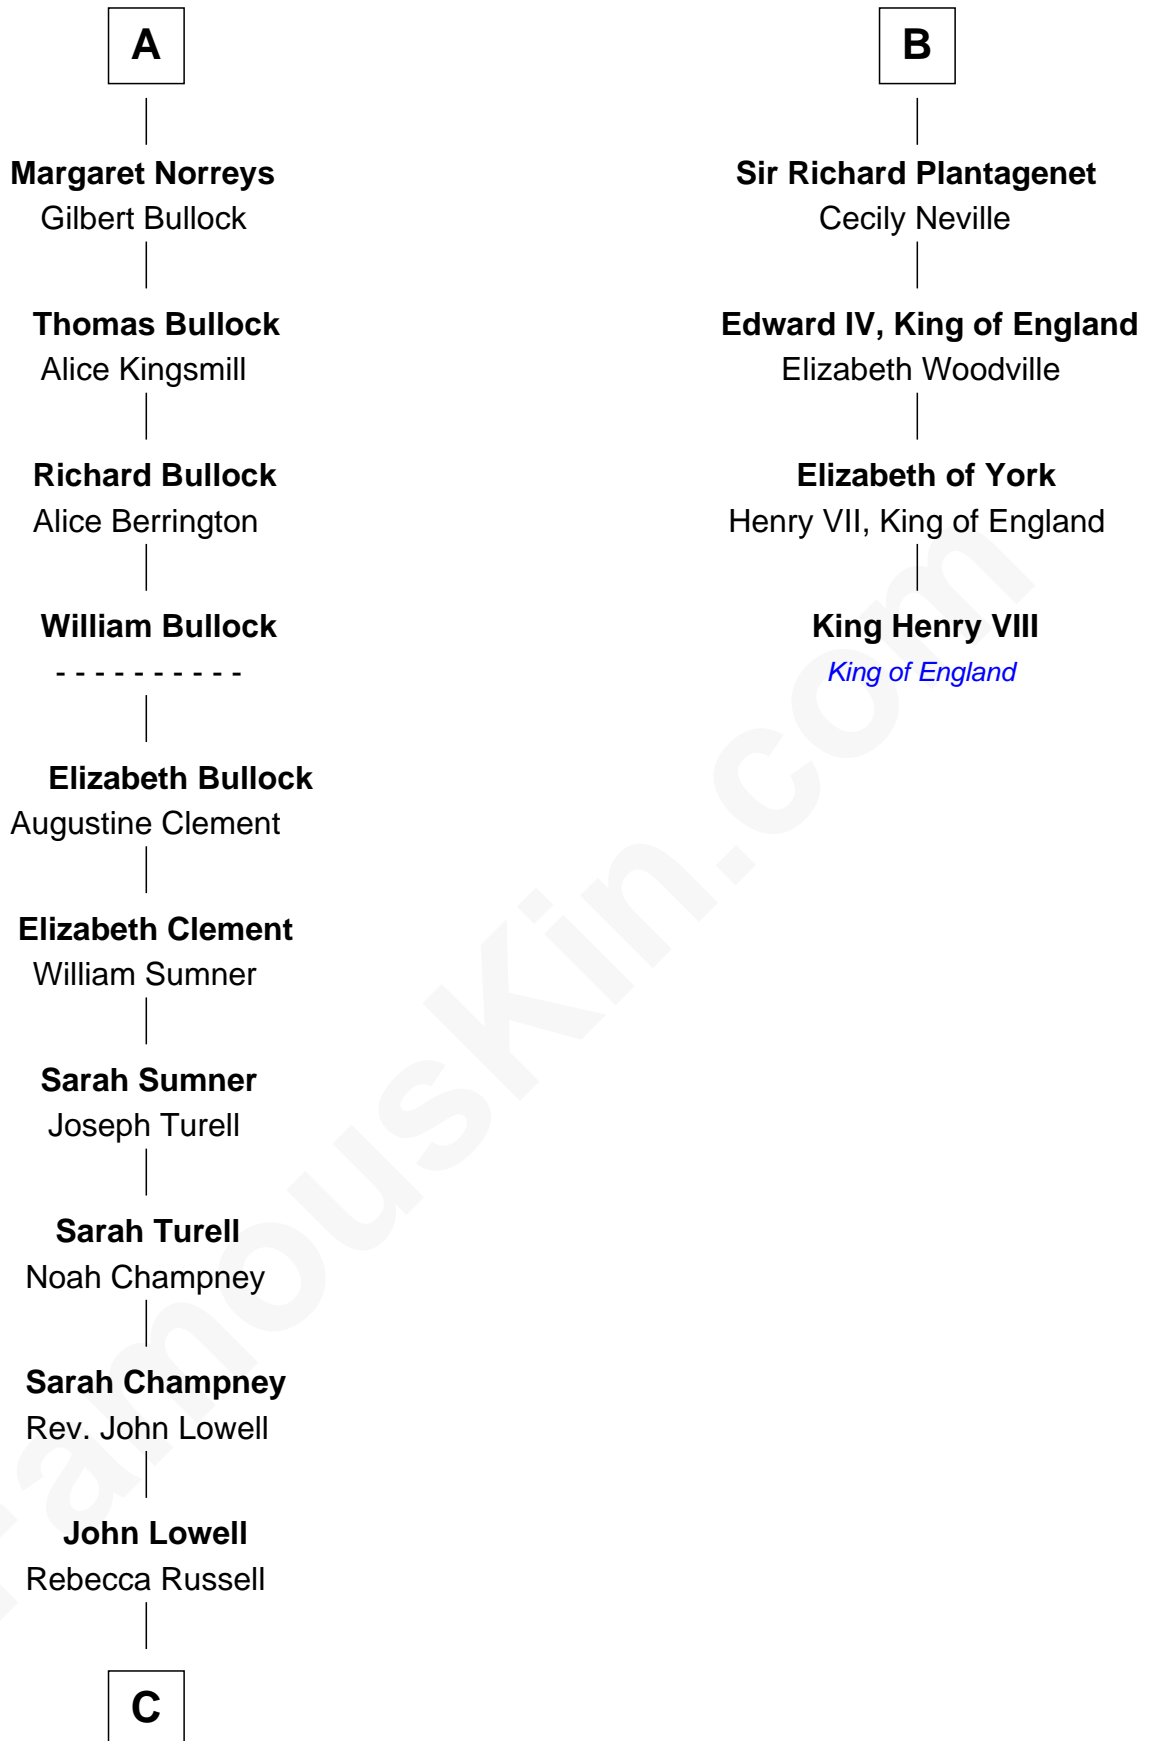 A
Margaret Norreys
Gilbert Bullock
Thomas Bullock
Alice Kingsmill
Richard Bullock
Alice Berrington
William Bullock
- - - - - - - - - -
Elizabeth Bullock
Augustine Clement
Elizabeth Clement
William Sumner
Sarah Sumner
Joseph Turell
Sarah Turell
Noah Champney
Sarah Champney
Rev. John Lowell
John Lowell
Rebecca Russell
C
B
Sir Richard Plantagenet
Cecily Neville
Edward IV, King of England
Elizabeth Woodville
Elizabeth of York
Henry VII, King of England
King Henry VIII
King of England
FamousKin.com